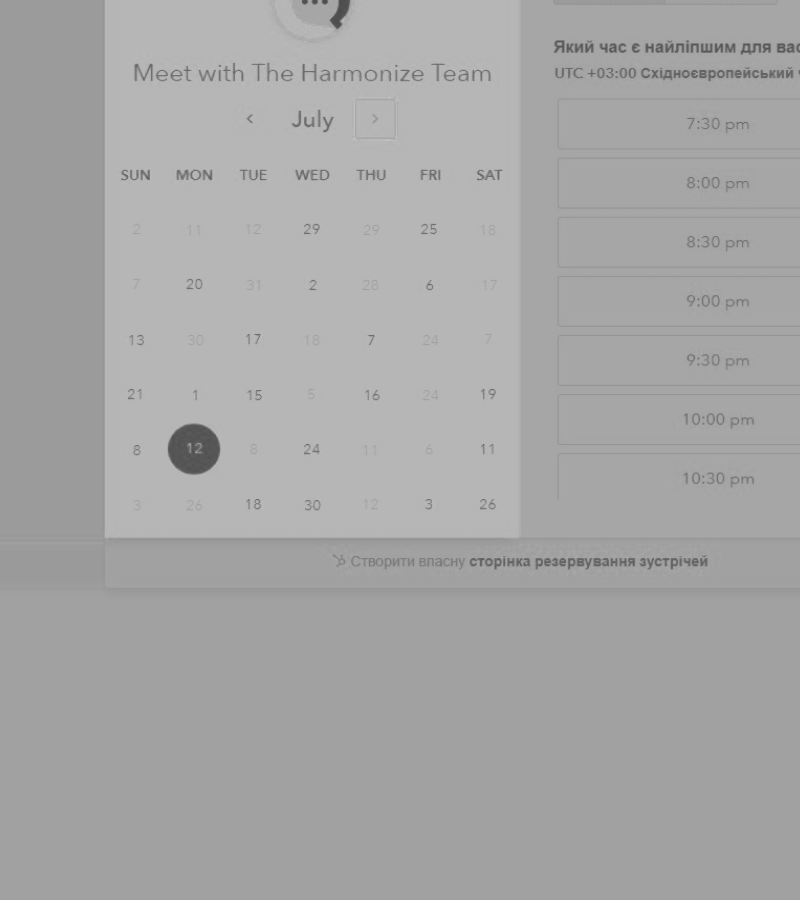 Meet with The Harmonize Team
July
SUN MON TUE WED THU FRI SAT
2 11 12 29 29 25 18
7 20 31 2 28 6 17
13 30 17 18 7 24 7
21 1 15 5 16 24 19
8 12 8 24 11 6 11
3 26 18 30 12 3 26
Який час є найліпшим для вас
UTC +03:00 Східноєвропейський
7:30 pm
8:00 pm
8:30 pm
9:00 pm
9:30 pm
10:00 pm
10:30 pm
Створити власну сторінка резервування зустрічей